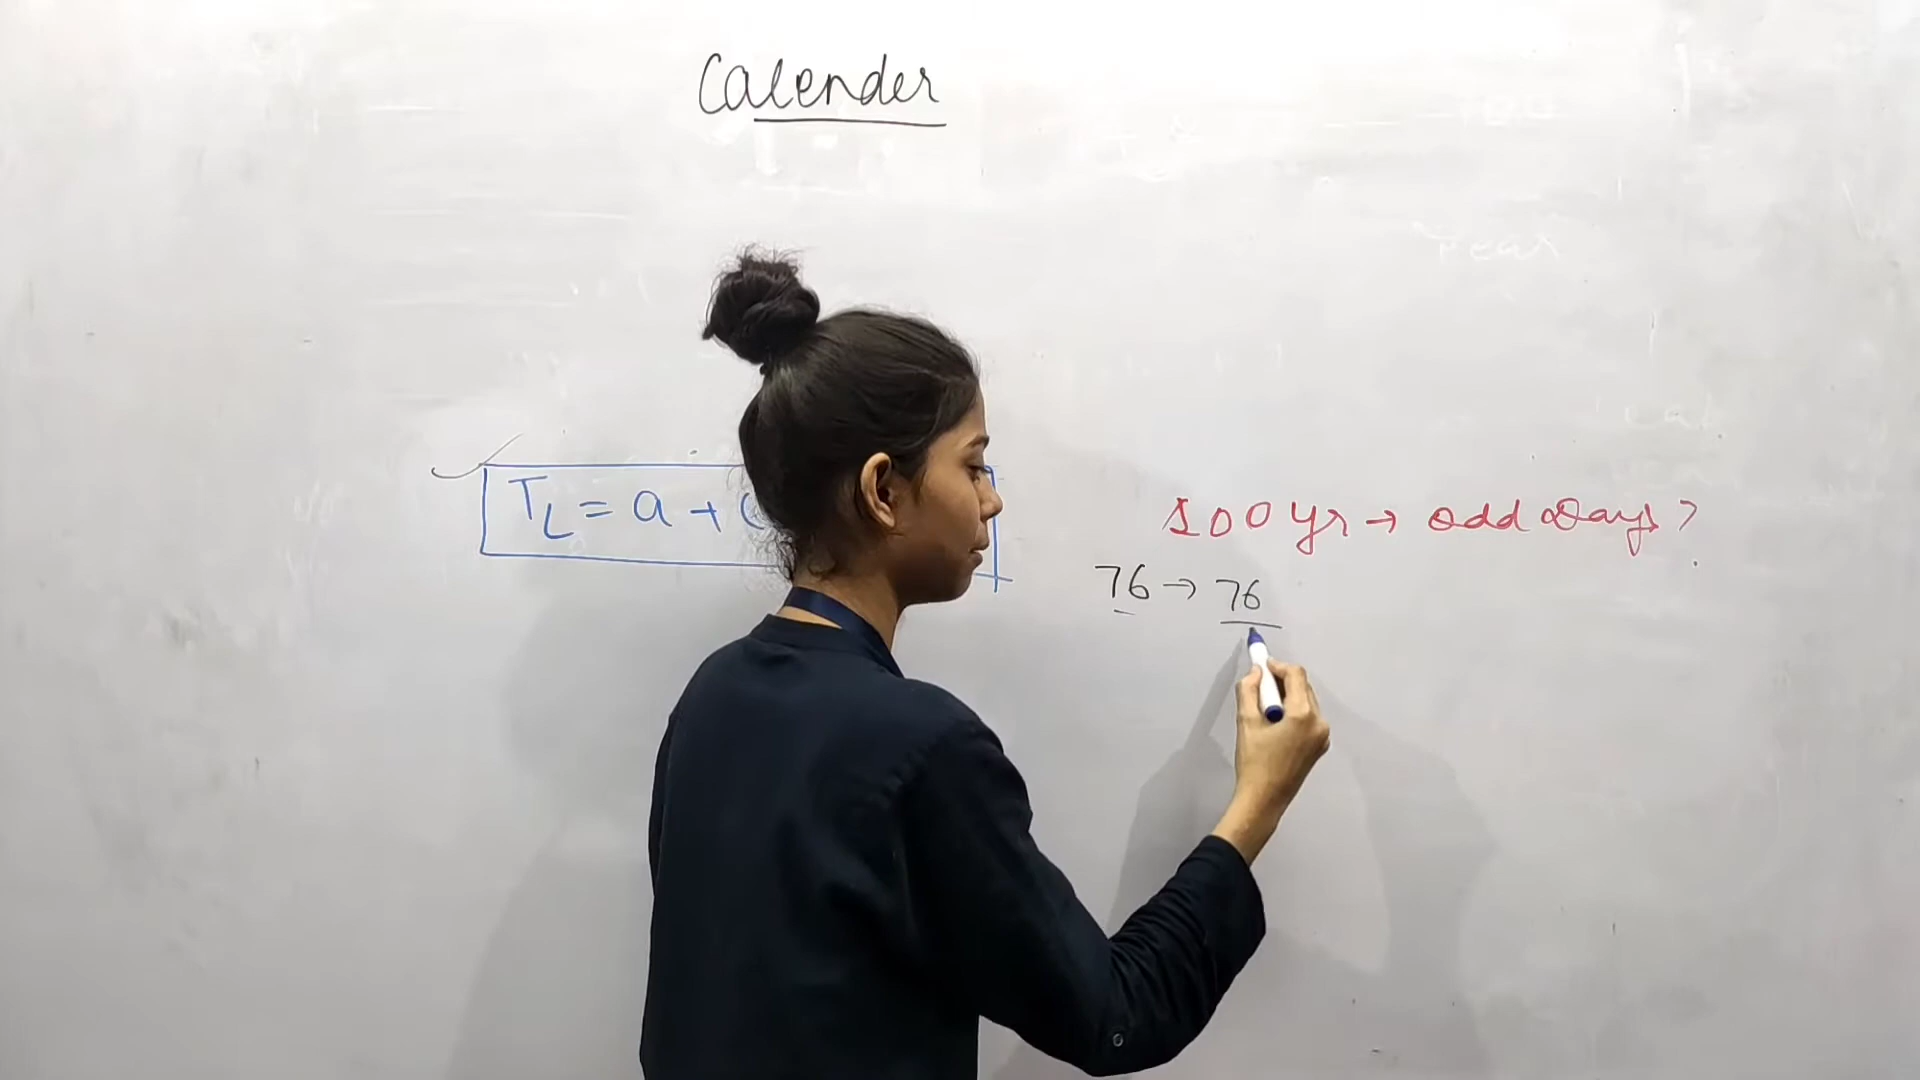 Calender
TL = a +
100 yr → odd Days?
76 → 76